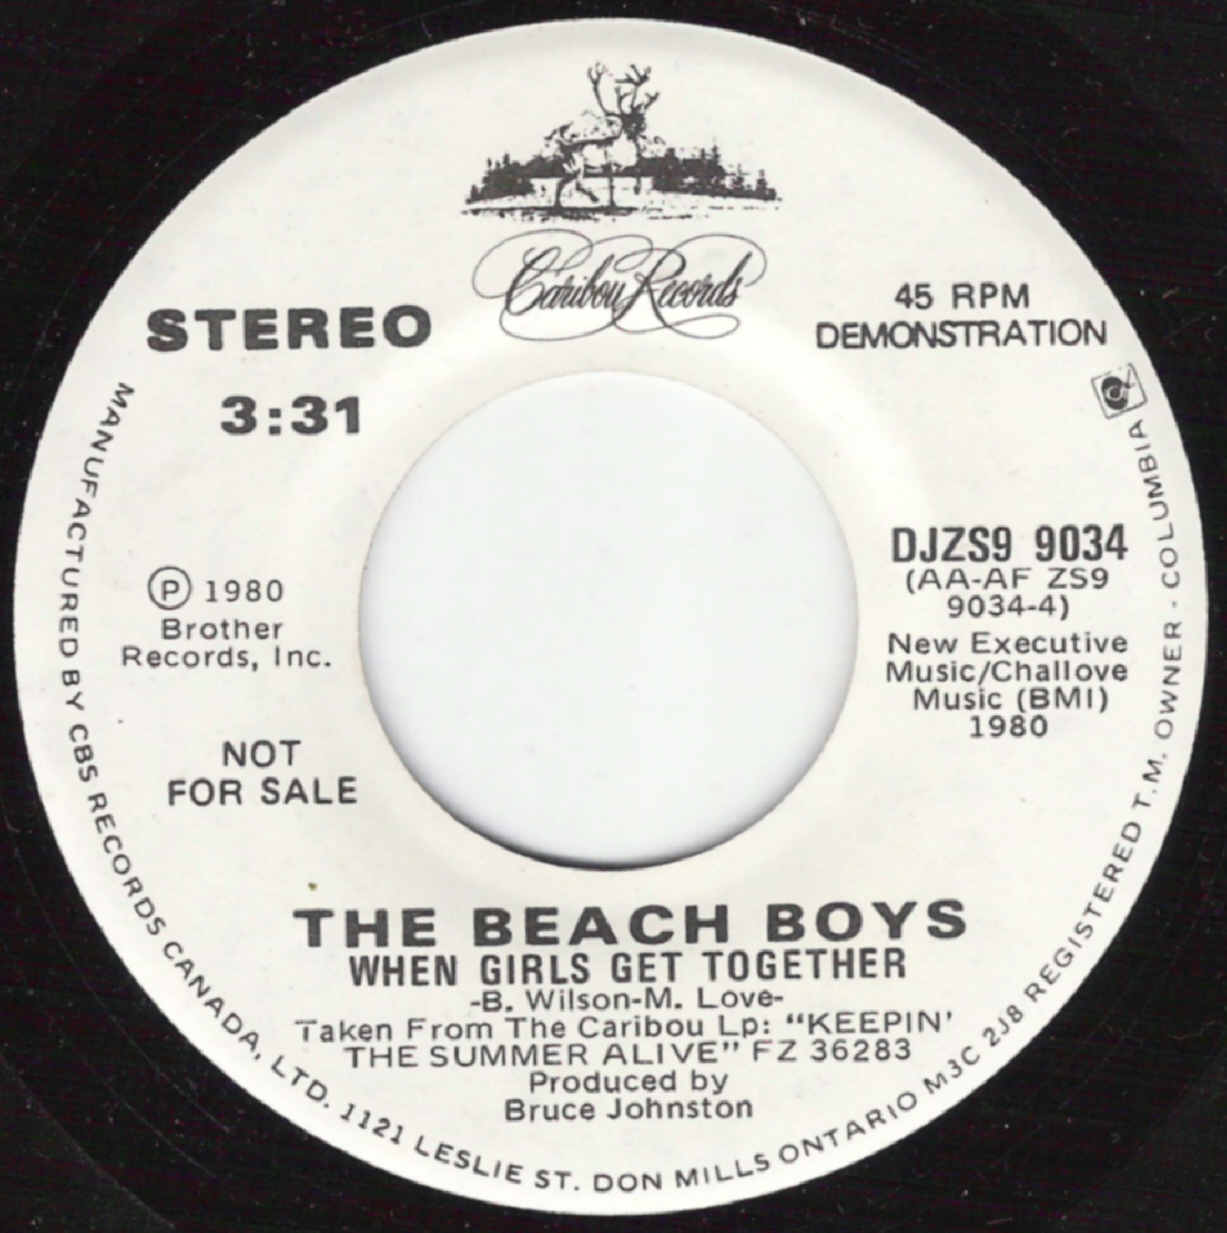 Caribou Records
STEREO
45 RPM
DEMONSTRATION
3:31
DJZS9 9034
(AA-AF ZS9
9034-4)
New Executive
Music/Challove
Music (BMI)
1980
Ⓟ 1980
Brother
Records, Inc.
NOT
FOR SALE
THE BEACH BOYS
WHEN GIRLS GET TOGETHER
-B. Wilson-M. Love-
Taken From The Caribou Lp: "KEEPIN'
THE SUMMER ALIVE" FZ 36283
Produced by
Bruce Johnston
MANUFACTURED BY CBS RECORDS CANADA, LTD. 1121 LESLIE ST. DON MILLS ONTARIO M3C 2J8 REGISTERED T.M. OWNER - COLUMBIA